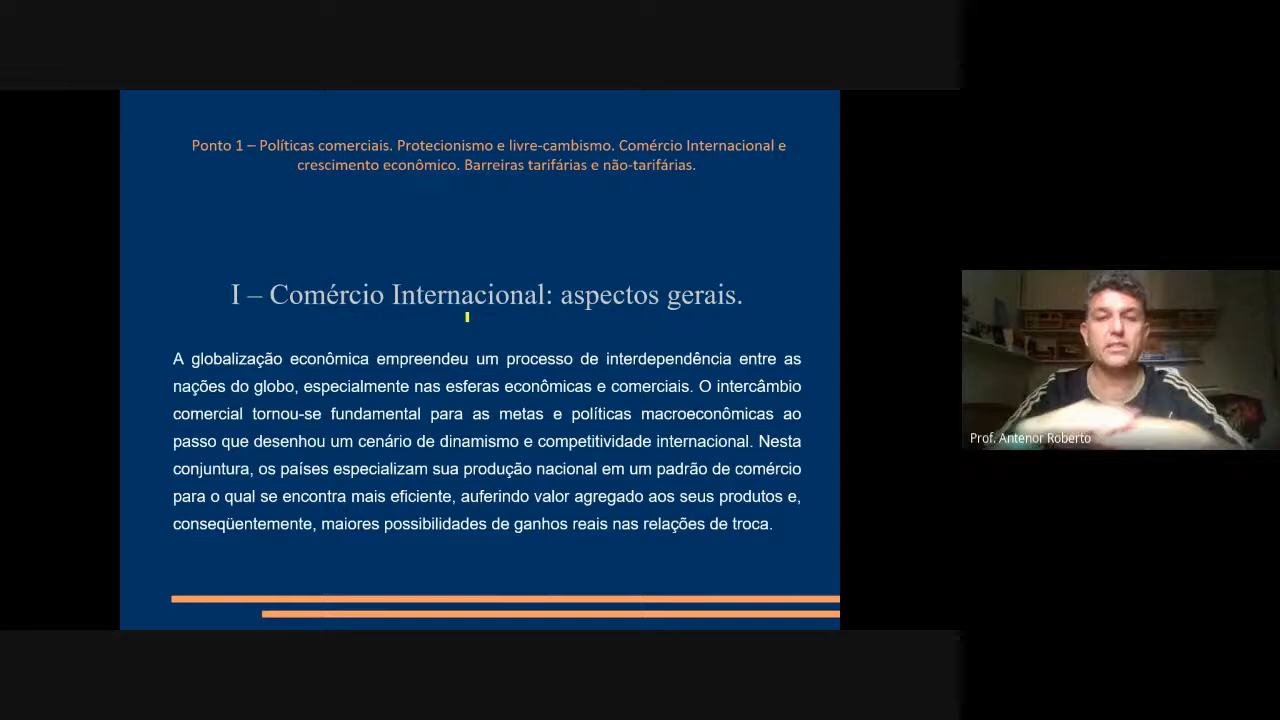 Ponto 1 – Políticas comerciais. Protecionismo e livre-cambismo. Comércio Internacional e
crescimento econômico. Barreiras tarifárias e não-tarifárias.
I – Comércio Internacional: aspectos gerais.
A globalização econômica empreendeu um processo de interdependência entre as
nações do globo, especialmente nas esferas econômicas e comerciais. O intercâmbio
comercial tornou-se fundamental para as metas e políticas macroeconômicas ao
passo que desenhou um cenário de dinamismo e competitividade internacional. Nesta
conjuntura, os países especializam sua produção nacional em um padrão de comércio
para o qual se encontra mais eficiente, auferindo valor agregado aos seus produtos e,
conseqüentemente, maiores possibilidades de ganhos reais nas relações de troca.
Prof. Antenor Roberto